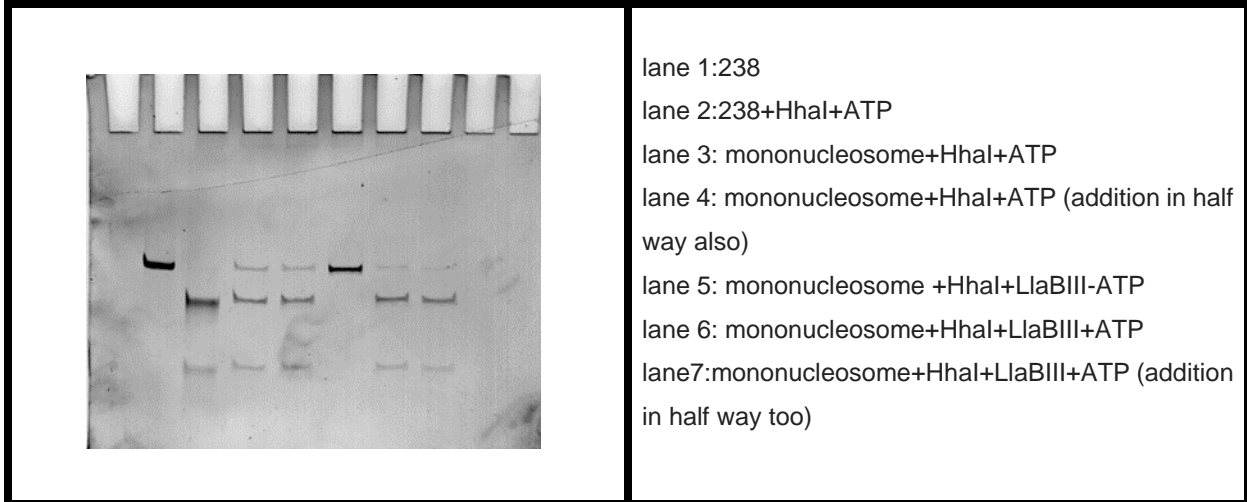 lane 1:238
lane 2:238+HhaI+ATP
lane 3: mononucleosome+HhaI+ATP
lane 4: mononucleosome+HhaI+ATP (addition in half
way also)
lane 5: mononucleosome +HhaI+LlaBIII-ATP
lane 6: mononucleosome+HhaI+LlaBIII+ATP
lane7:mononucleosome+HhaI+LlaBIII+ATP (addition
in half way too)